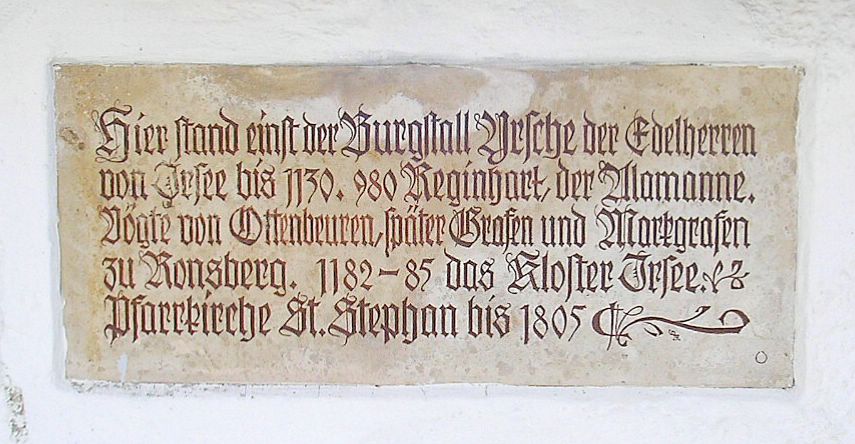 Hier stand einst der Burgstall Yrsche der Edelherren
von Irsee bis 1130. 980 Reginhart, der Alamanne.
Vögte von Ottenbeuren, später Grafen und Markgrafen
zu Ronsberg. 1182-85 das Kloster Irsee.
Pfarrkirche St. Stephan bis 1805